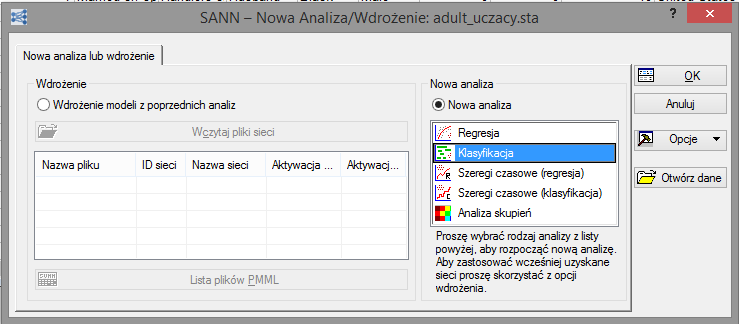 SANN – Nowa Analiza/Wdrożenie: adult_uczacy.sta
?
Nowa analiza lub wdrożenie
Wdrożenie
Wdrożenie modeli z poprzednich analiz
Wczytaj pliki sieci
Nazwa pliku ID sieci Nazwa sieci Aktywacja ... Aktywacj...
Lista plików PMML
Nowa analiza
Nowa analiza
Regresja
Klasyfikacja
Szeregi czasowe (regresja)
Szeregi czasowe (klasyfikacja)
Analiza skupień
Proszę wybrać rodzaj analizy z listy
powyżej, aby rozpocząć nową analizę.
Aby zastosować wcześniej uzyskane
sieci proszę skorzystać z opcji
wdrożenia.
OK
Anuluj
Opcje
Otwórz dane